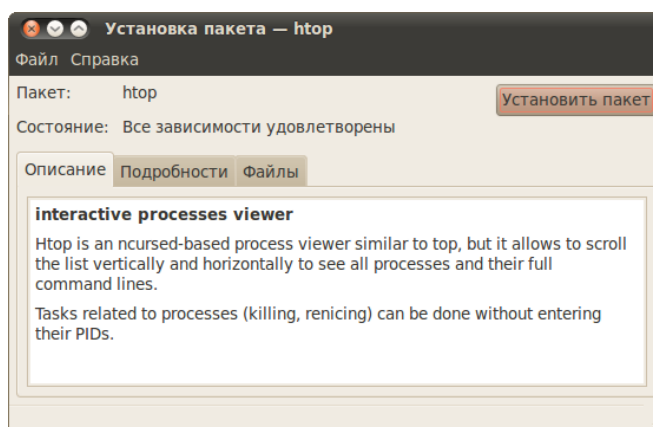 Установка пакета — htop
Файл Справка
Пакет: htop
Установить пакет
Состояние: Все зависимости удовлетворены
Описание Подробности Файлы
interactive processes viewer
Htop is an ncursed-based process viewer similar to top, but it allows to scroll
the list vertically and horizontally to see all processes and their full
command lines.
Tasks related to processes (killing, renicing) can be done without entering
their PIDs.